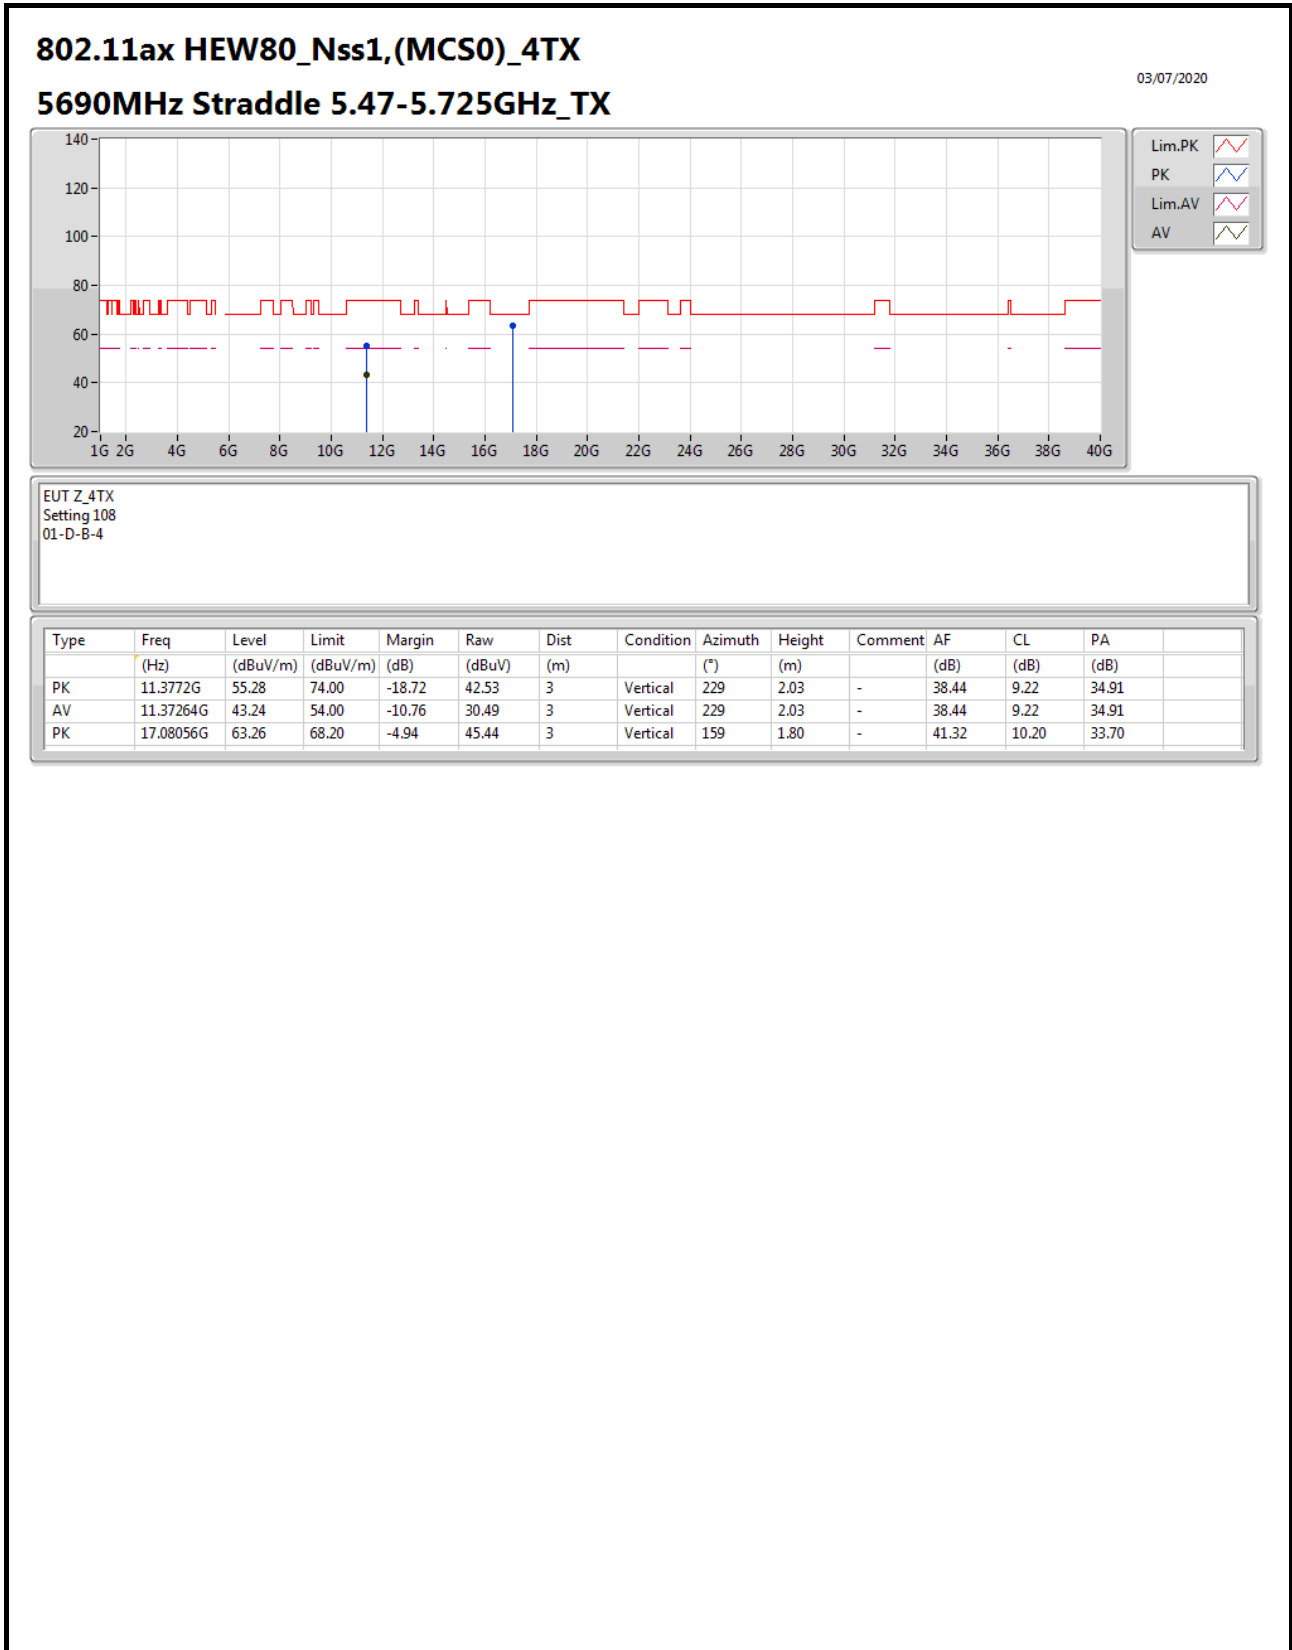 802.11ax HEW80_Nss1,(MCS0)_4TX
03/07/2020
5690MHz Straddle 5.47-5.725GHz_TX
140
120
100
80
60
40
20
1G 2G 4G 6G 8G 10G 12G 14G 16G 18G 20G 22G 24G 26G 28G 30G 32G 34G 36G 38G 40G
Lim.PK
PK
Lim.AV
AV
EUT Z_4TX
Setting 108
01-D-B-4
Type Freq Level Limit Margin Raw Dist Condition Azimuth Height Comment AF CL PA
(Hz) (dBuV/m) (dBuV/m) (dB) (dBuV) (m) (°) (m) (dB) (dB) (dB)
PK 11.3772G 55.28 74.00 -18.72 42.53 3 Vertical 229 2.03 - 38.44 9.22 34.91
AV 11.37264G 43.24 54.00 -10.76 30.49 3 Vertical 229 2.03 - 38.44 9.22 34.91
PK 17.08056G 63.26 68.20 -4.94 45.44 3 Vertical 159 1.80 - 41.32 10.20 33.70